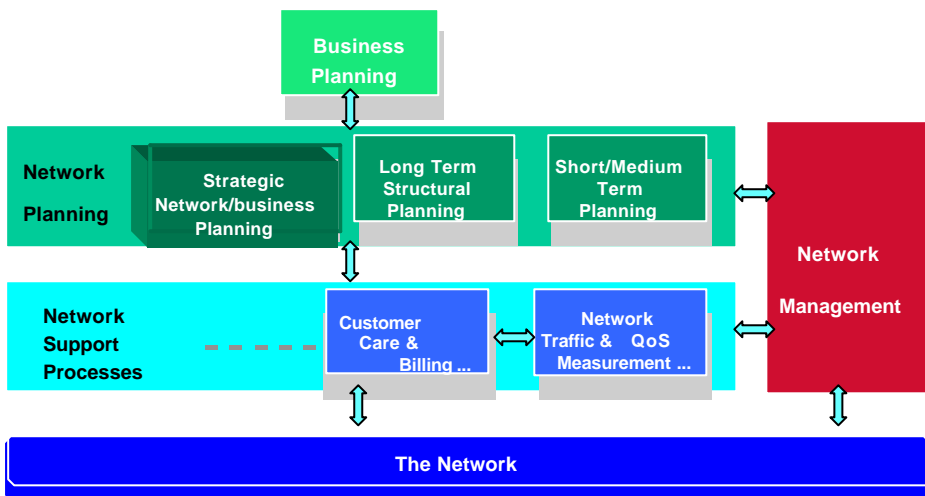 Business
Planning
Network
Planning
Strategic
Network/business
Planning
Long Term
Structural
Planning
Short/Medium
Term
Planning
Network
Management
Network
Support
Processes
Customer
Care &
Billing ...
Network
Traffic & QoS
Measurement ...
The Network